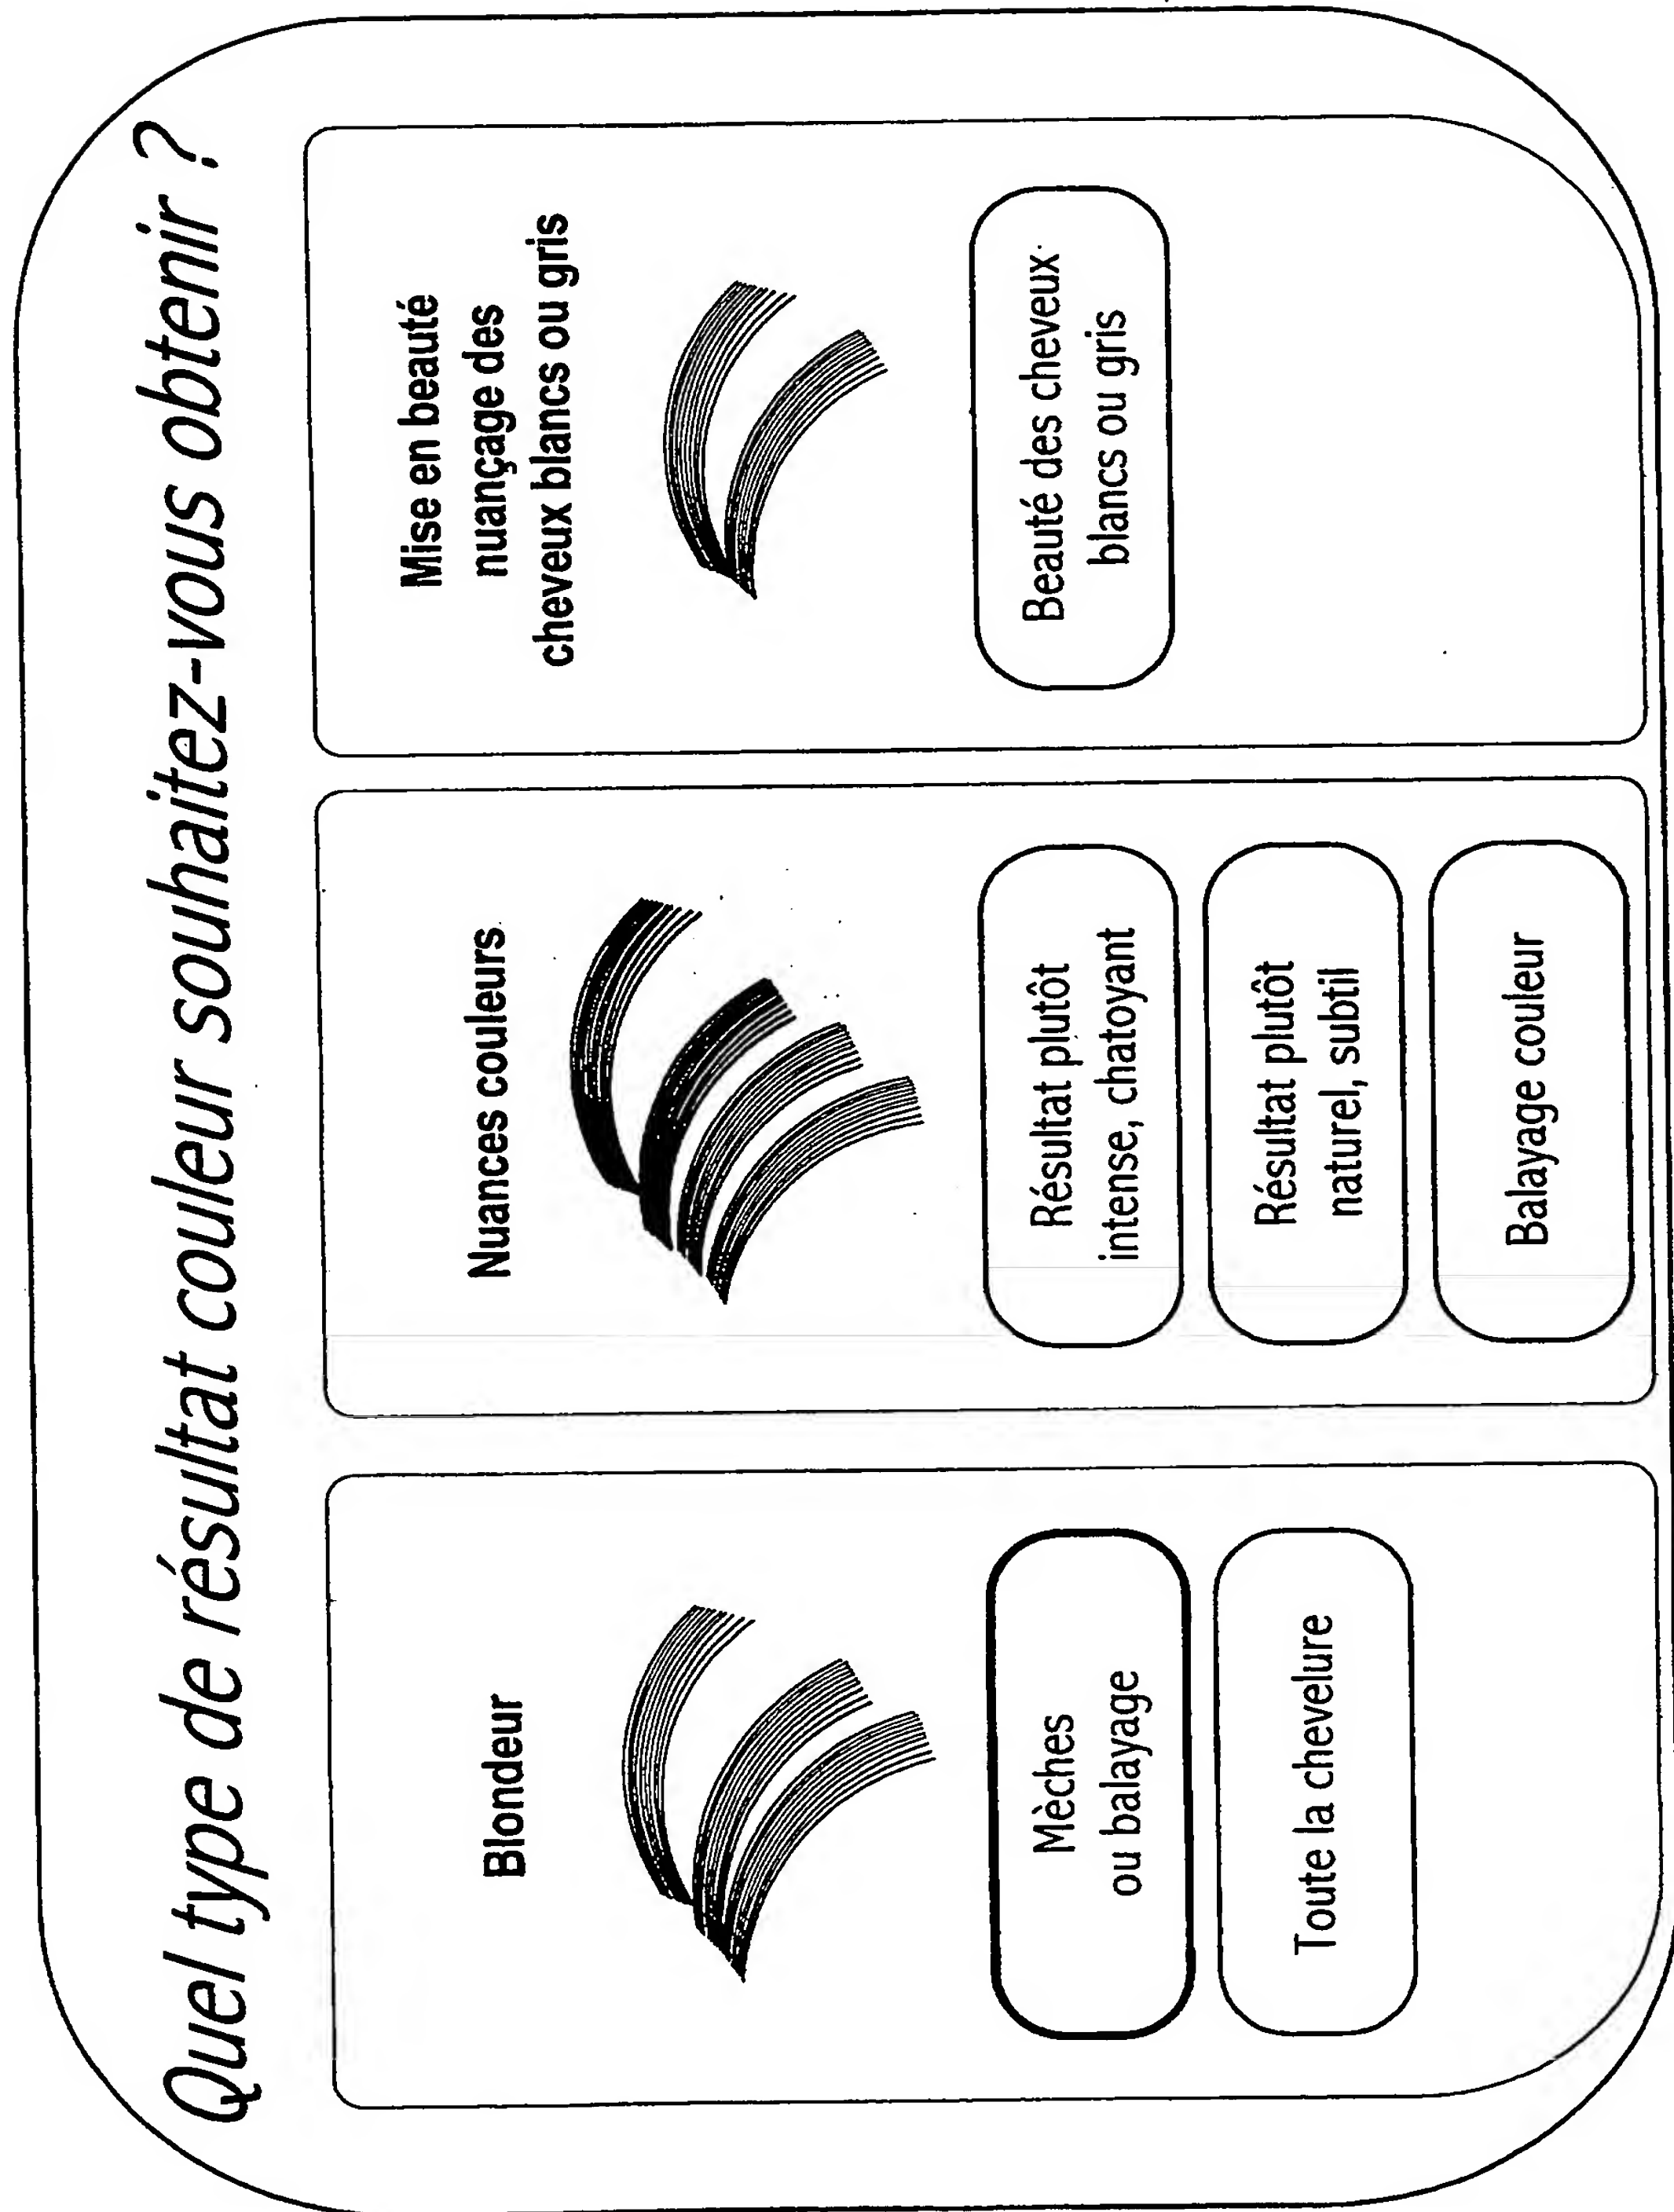 Quel type de résultat couleur souhaitez-vous obtenir ?
Blondeur
Mèches
ou balayage
Toute la chevelure
Nuances couleurs
Résultat plutôt
intense, chatoyant
Résultat plutôt
naturel, subtil
Balayage couleur
Mise en beauté
nuançage des
cheveux blancs ou gris
Beauté des cheveux
blancs ou gris